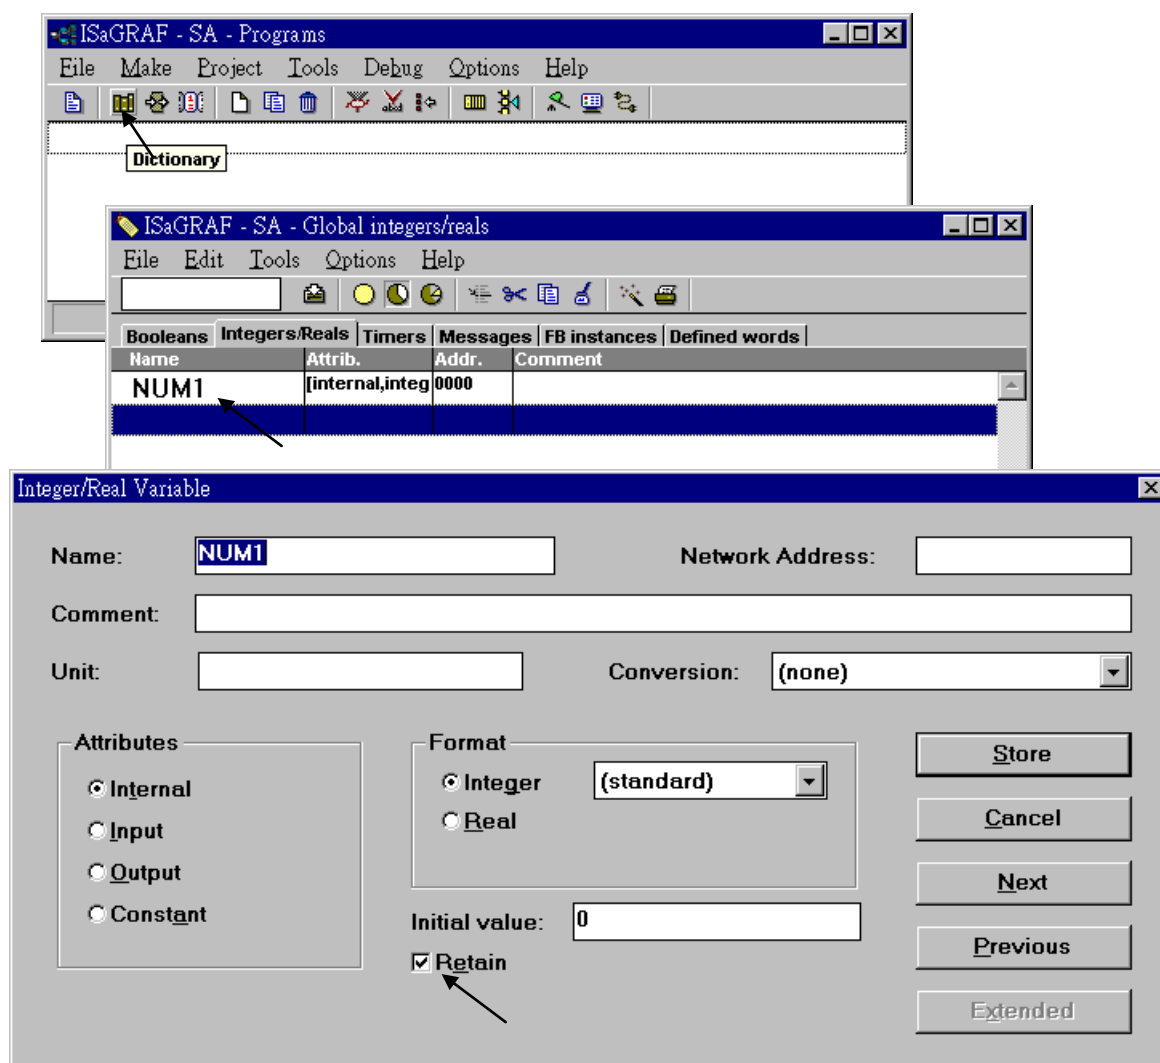 ISaGRAF - SA - Programs
File Make Project Tools Debug Options Help
Dictionary
ISaGRAF - SA - Global integers/reals
File Edit Tools Options Help
Booleans Integers/Reals Timers Messages FB instances Defined words
Name Attrib. Addr. Comment
NUM1 [internal,integ 0000
Integer/Real Variable
Name: NUM1 Network Address:
Comment:
Unit: Conversion: (none)
Attributes Format
Store
Internal Integer (standard)
Input Real Cancel
Output Next
Constant Initial value: 0
Previous
Retain
Extended